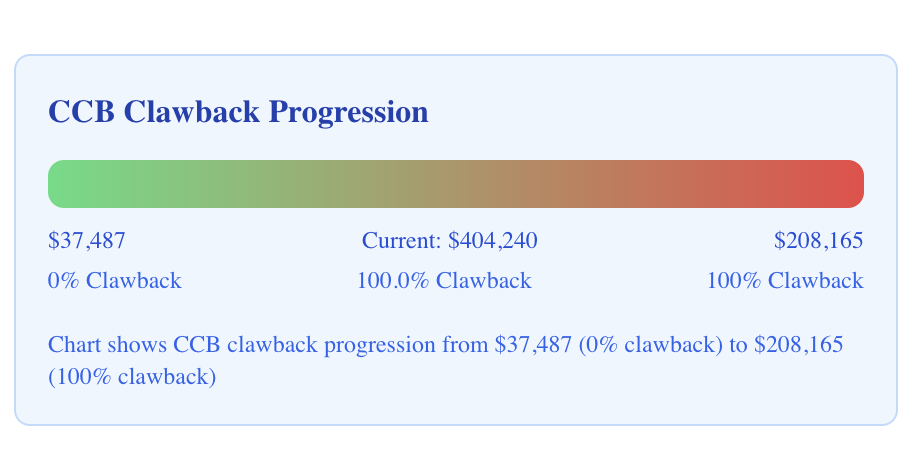 CCB Clawback Progression
$37,487 Current: $404,240 $208,165
0% Clawback 100.0% Clawback 100% Clawback
Chart shows CCB clawback progression from $37,487 (0% clawback) to $208,165
(100% clawback)